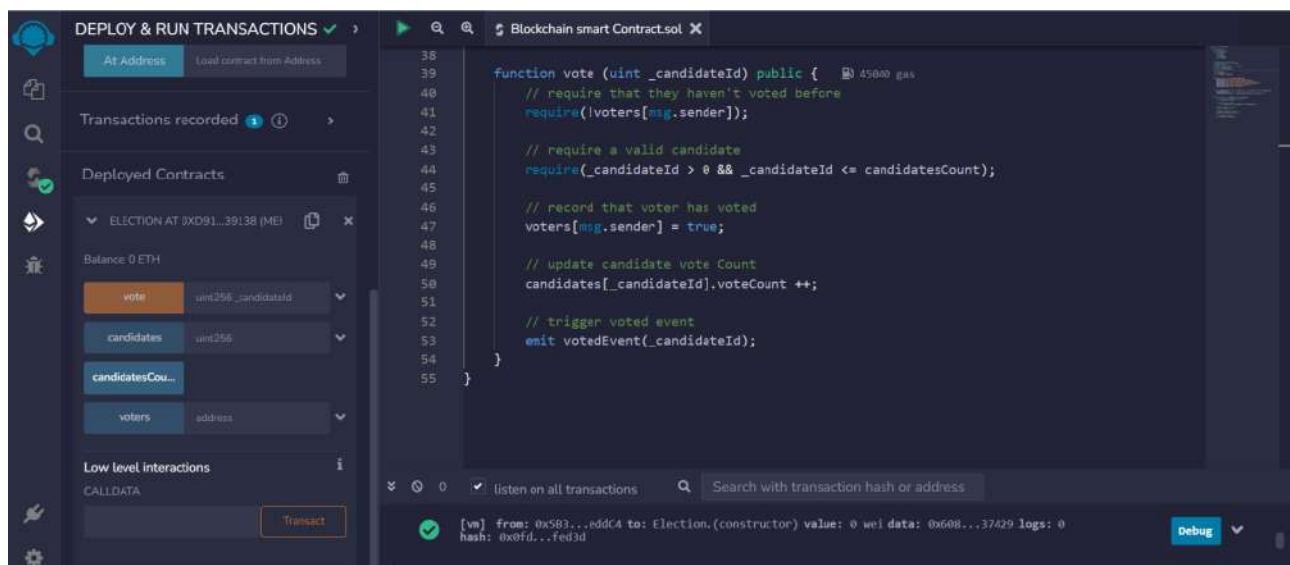 DEPLOY & RUN TRANSACTIONS
At Address Load contract from Address
Transactions recorded 1 i
Deployed Contracts
ELECTION AT 0XD91...39138 (MEI
Balance: 0 ETH
vote uint256 _candidateId
candidates uint256
candidatesCou...
voters address
Low level interactions i
CALLDATA
Transact
Blockchain smart Contract.sol
38
39 function vote (uint _candidateId) public { 45040 gas
40 // require that they haven't voted before
41 require(!voters[msg.sender]);
42
43 // require a valid candidate
44 require(_candidateId > 0 && _candidateId <= candidatesCount);
45
46 // record that voter has voted
47 voters[msg.sender] = true;
48
49 // update candidate vote Count
50 candidates[_candidateId].voteCount ++;
51
52 // trigger voted event
53 emit votedEvent(_candidateId);
54 }
55 }
0 listen on all transactions Search with transaction hash or address
[vm] from: 0x5B3...eddC4 to: Election.(constructor) value: 0 wei data: 0x608...37429 logs: 0
hash: 0x0fd...fed3d
Debug